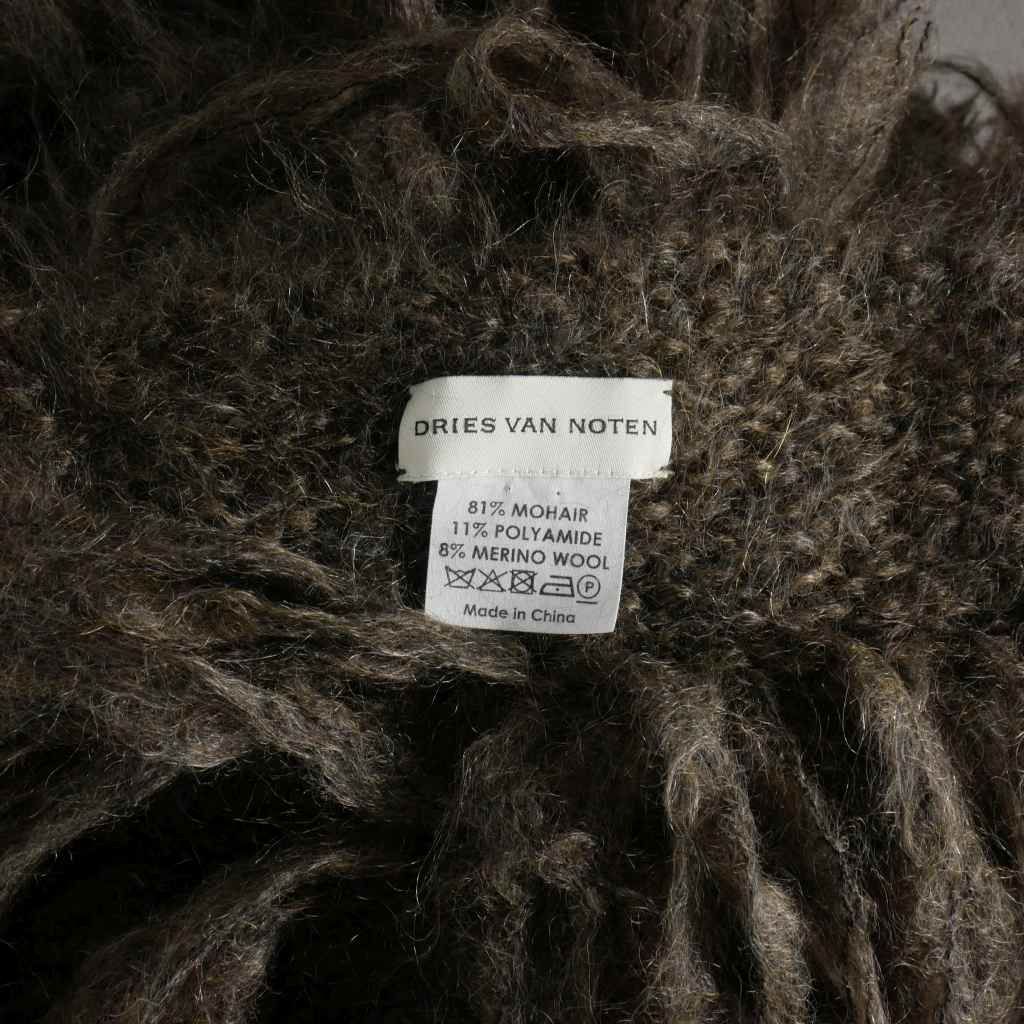 DRIES VAN NOTEN
81% MOHAIR
11% POLYAMIDE
8% MERINO WOOL
P
Made in China